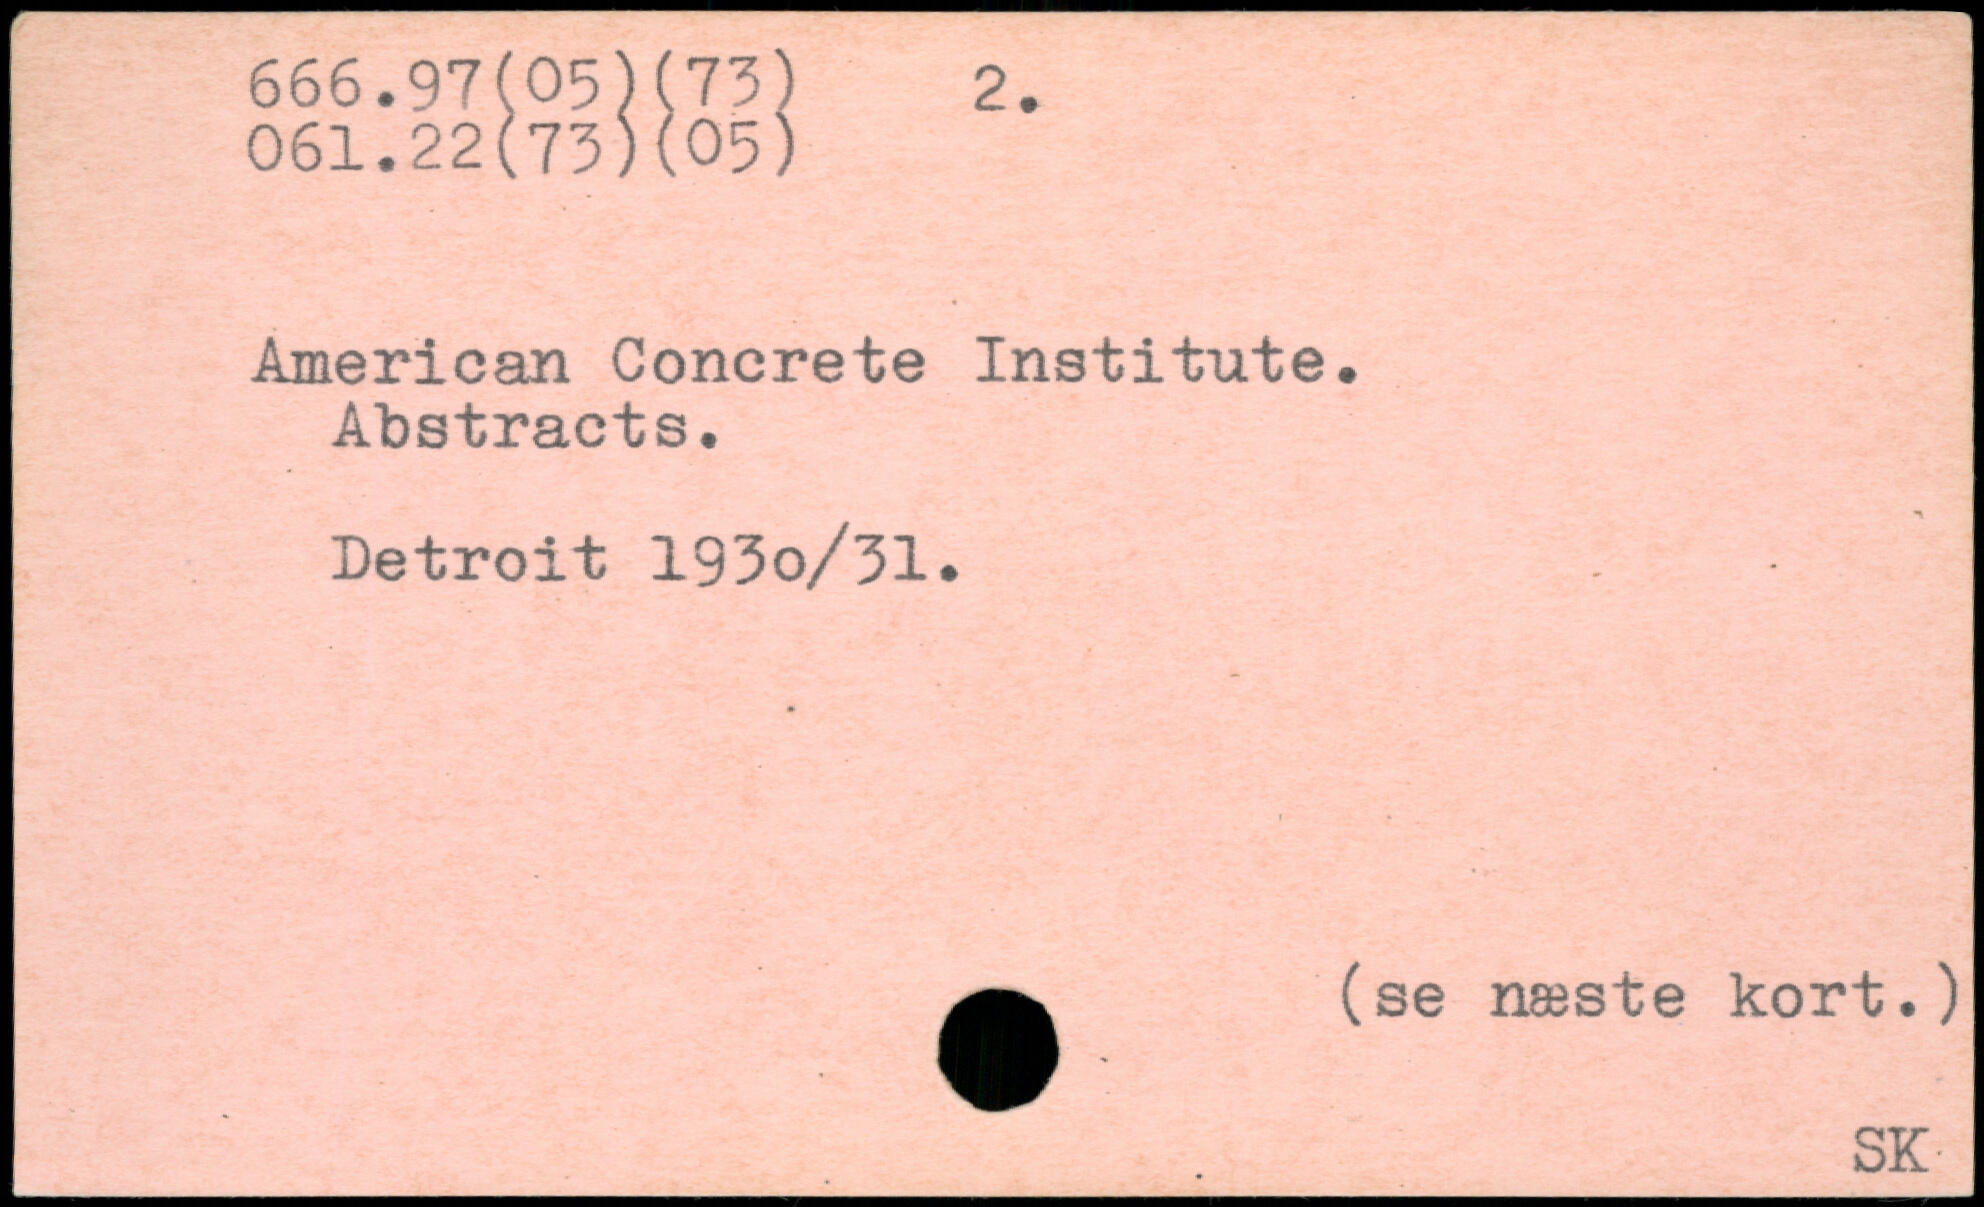 666.97(05)(73) 2.
061.22(73)(05)
American Concrete Institute.
Abstracts.
Detroit 193o/31.
(se næste kort.)
SK